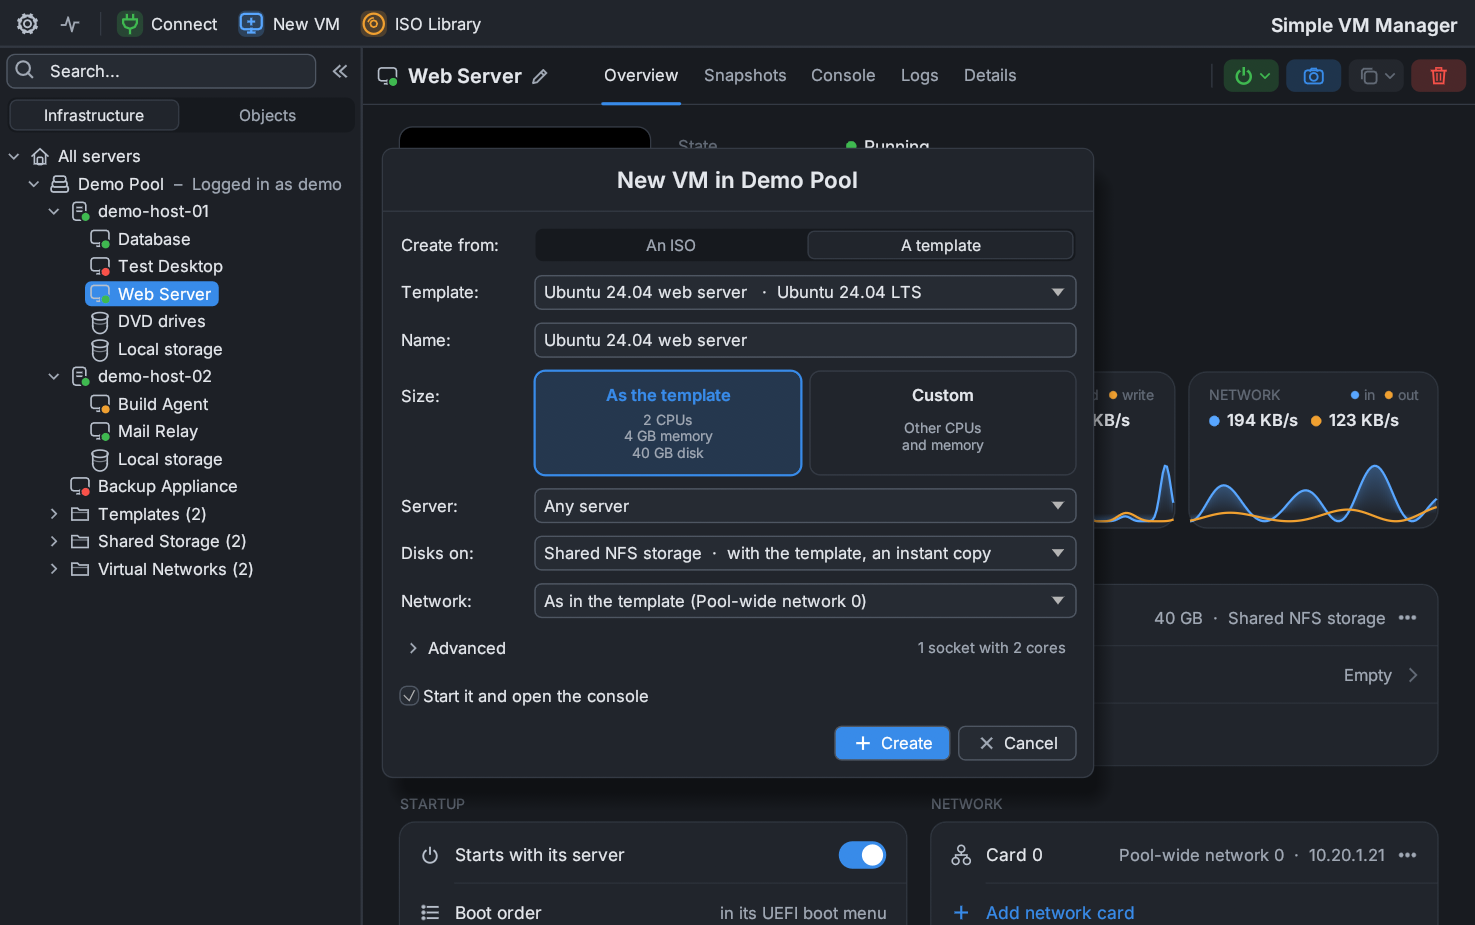 Connect
New VM
ISO Library
Simple VM Manager
Search...
Infrastructure
Objects
All servers
Demo Pool – Logged in as demo
demo-host-01
Database
Test Desktop
Web Server
DVD drives
Local storage
demo-host-02
Build Agent
Mail Relay
Local storage
Backup Appliance
Templates (2)
Shared Storage (2)
Virtual Networks (2)
Web Server
Overview
Snapshots
Console
Logs
Details
State
Running
New VM in Demo Pool
Create from:
An ISO
A template
Template:
Ubuntu 24.04 web server · Ubuntu 24.04 LTS
Name:
Ubuntu 24.04 web server
Size:
As the template
2 CPUs
4 GB memory
40 GB disk
Custom
Other CPUs
and memory
Server:
Any server
Disks on:
Shared NFS storage · with the template, an instant copy
Network:
As in the template (Pool-wide network 0)
Advanced
1 socket with 2 cores
Start it and open the console
Create
Cancel
write
KB/s
NETWORK
in
out
194 KB/s
123 KB/s
40 GB · Shared NFS storage
Empty
STARTUP
Starts with its server
Boot order
in its UEFI boot menu
NETWORK
Card 0
Pool-wide network 0 · 10.20.1.21
Add network card